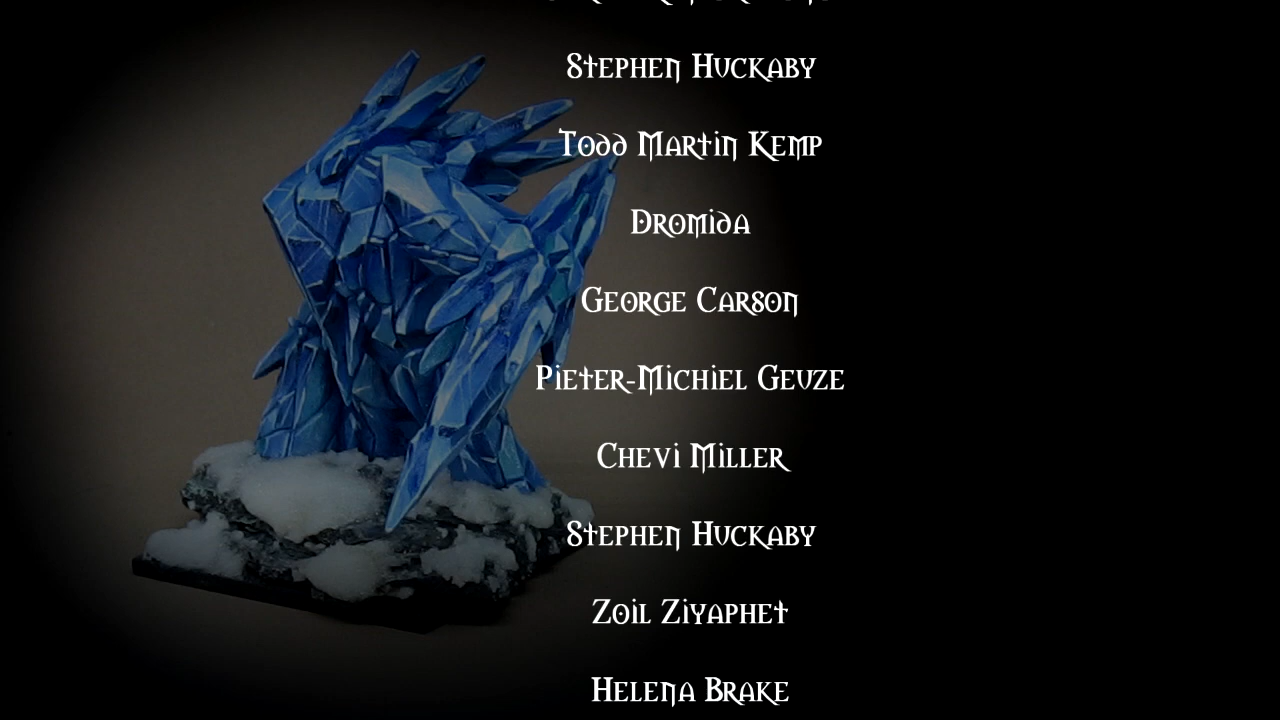 Stephen Huckaby
Todd Martin Kemp
Dromida
George Carson
Pieter-Michiel Geuze
Chevi Miller
Stephen Huckaby
Zoil Ziyaphet
Helena Brake